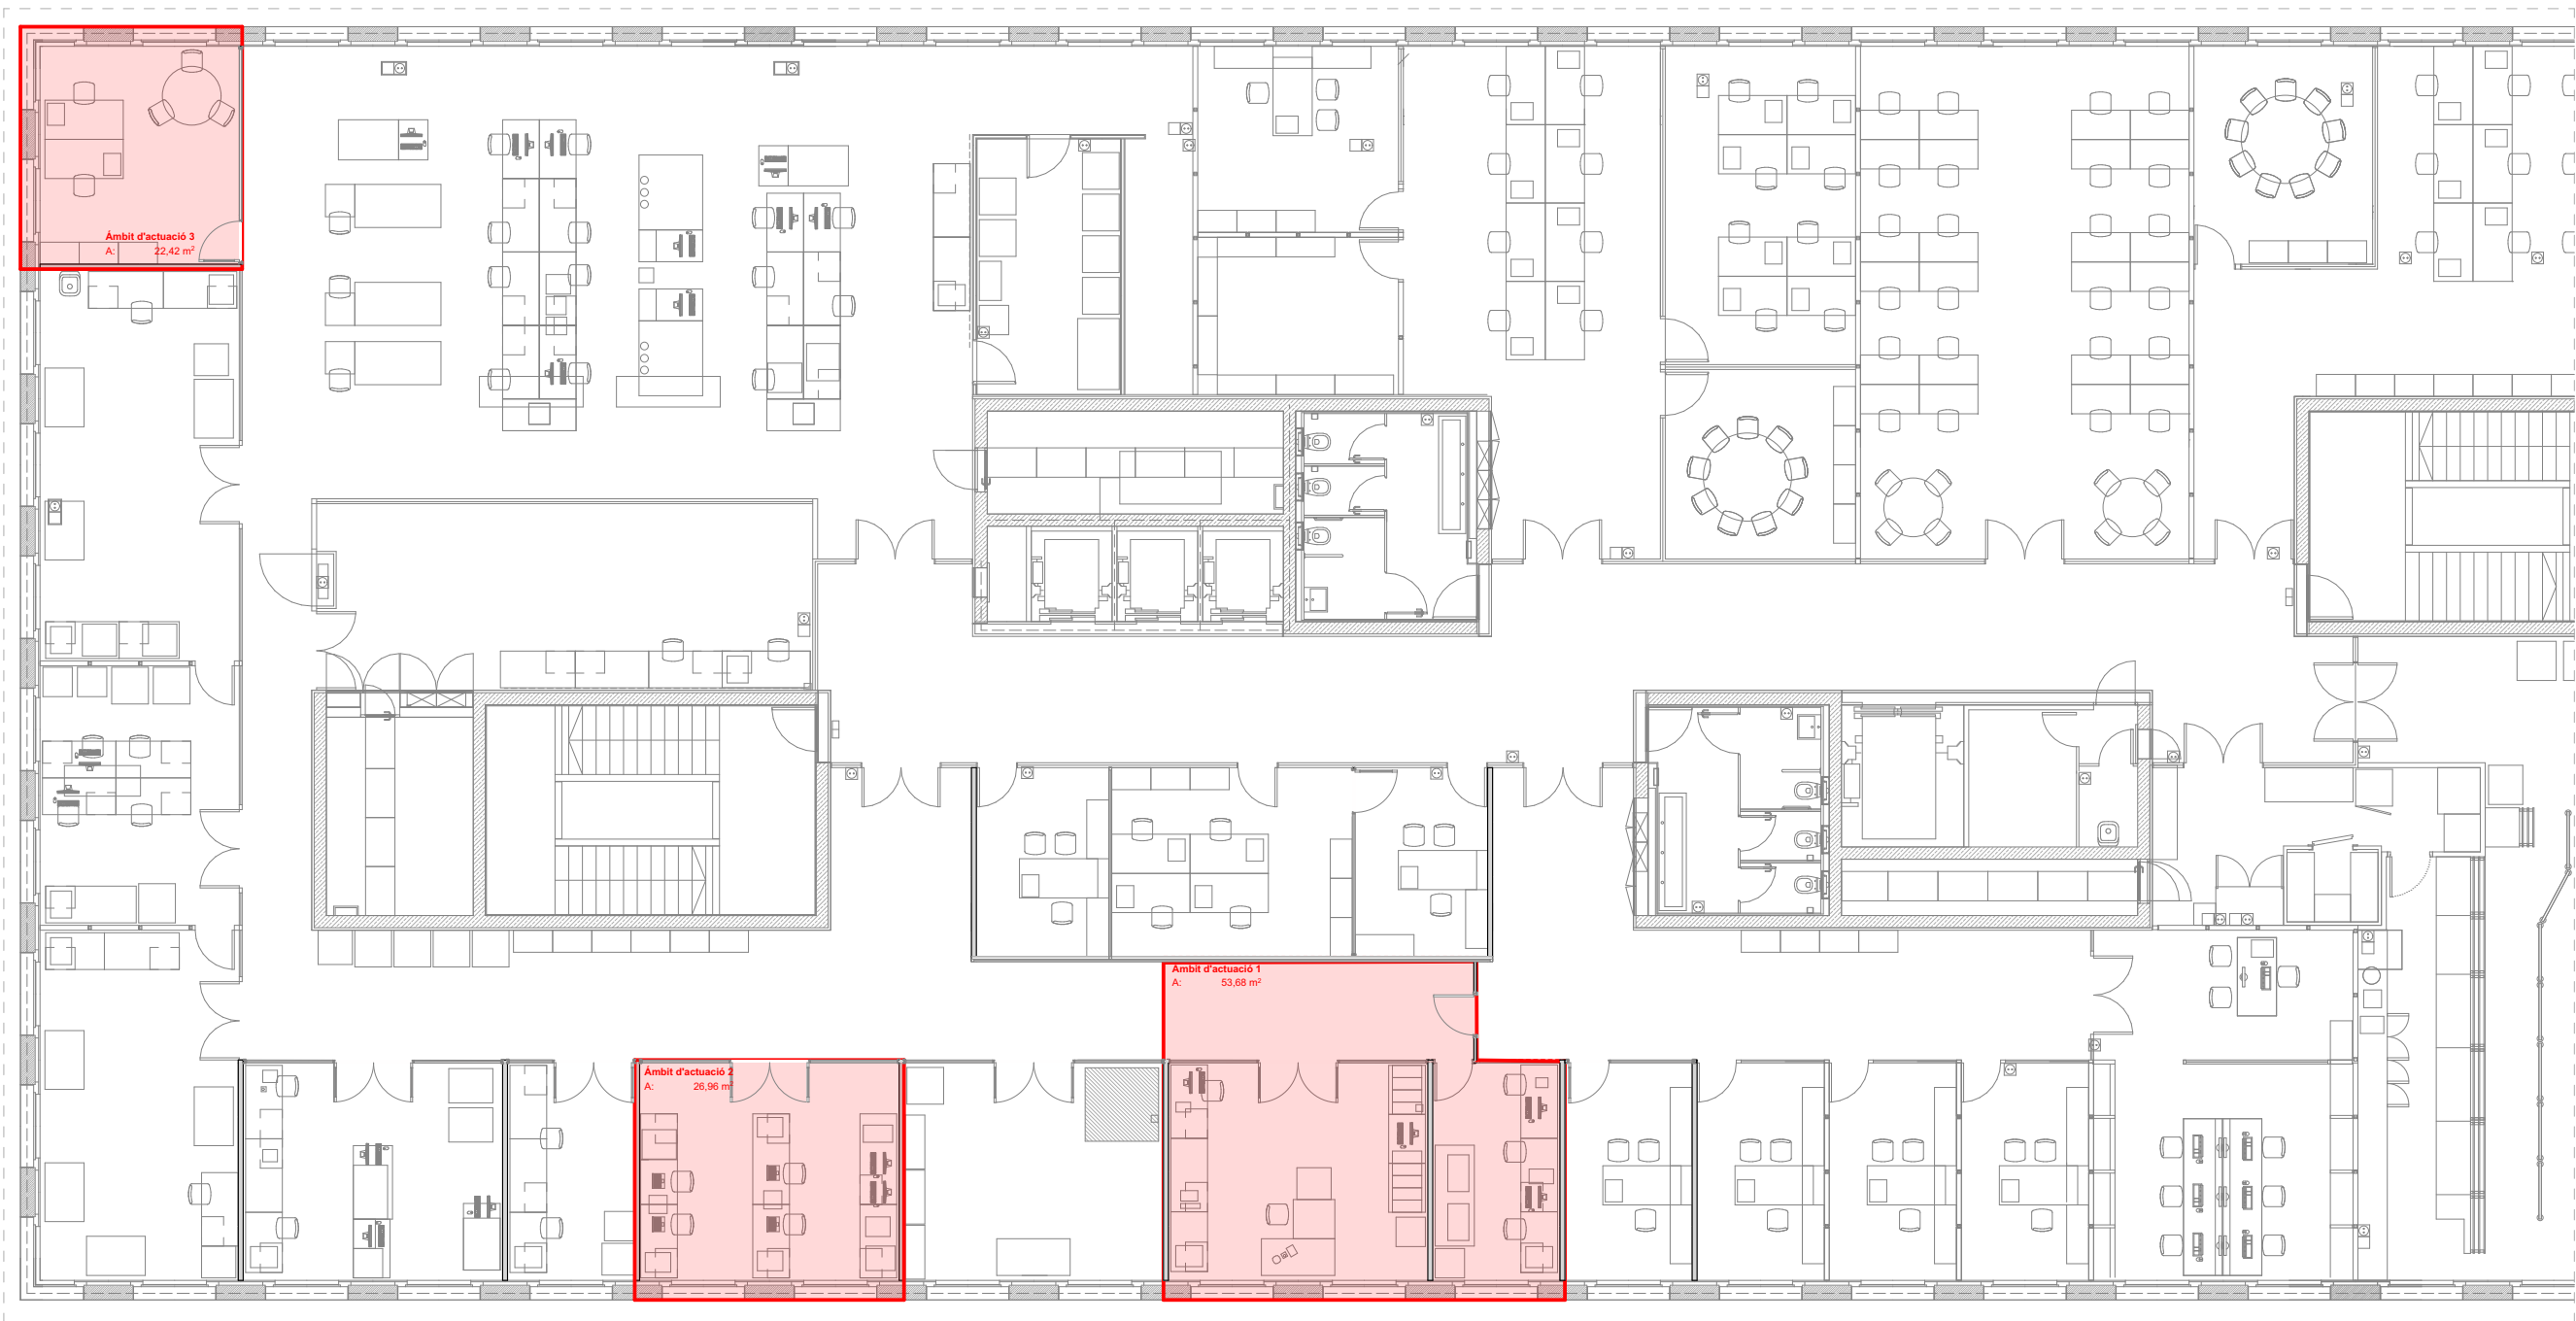 Àmbit d'actuació 3
A: 22,42 m²
Àmbit d'actuació 1
A: 53,68 m²
Àmbit d'actuació 2
A: 26,96 m²